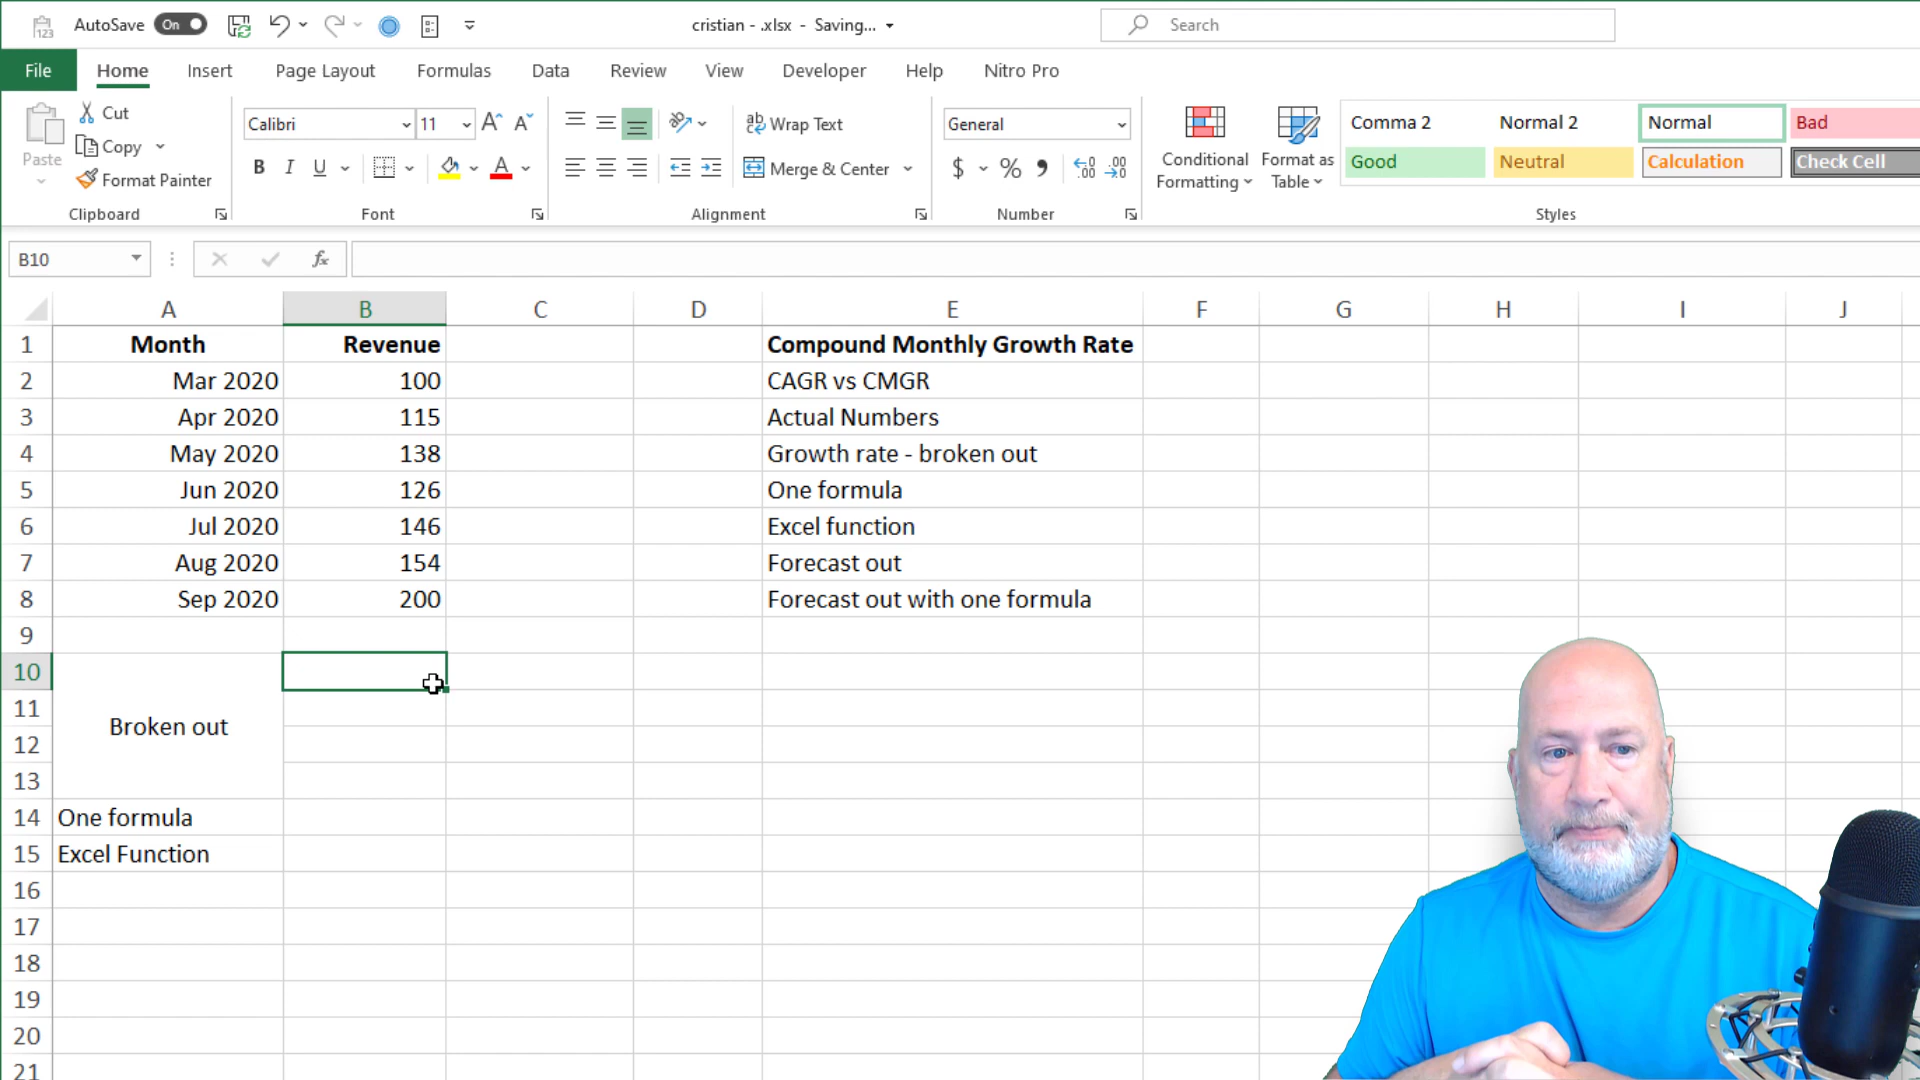 AutoSave On
cristian - .xlsx - Saving...
Search
File Home Insert Page Layout Formulas Data Review View Developer Help Nitro Pro
Paste
Cut
Copy
Format Painter
Clipboard
Calibri 11
B I U A
Font
ab Wrap Text
Merge & Center
Alignment
General
$ % 9
Number
Conditional Formatting
Format as Table
Comma 2 Normal 2 Normal Bad
Good Neutral Calculation Check Cell
Styles
B10 fx
A B C D E F G H I J
1 Month Revenue Compound Monthly Growth Rate
2 Mar 2020 100 CAGR vs CMGR
3 Apr 2020 115 Actual Numbers
4 May 2020 138 Growth rate - broken out
5 Jun 2020 126 One formula
6 Jul 2020 146 Excel function
7 Aug 2020 154 Forecast out
8 Sep 2020 200 Forecast out with one formula
9
10
11
Broken out
12
13
14 One formula
15 Excel Function
16
17
18
19
20
21